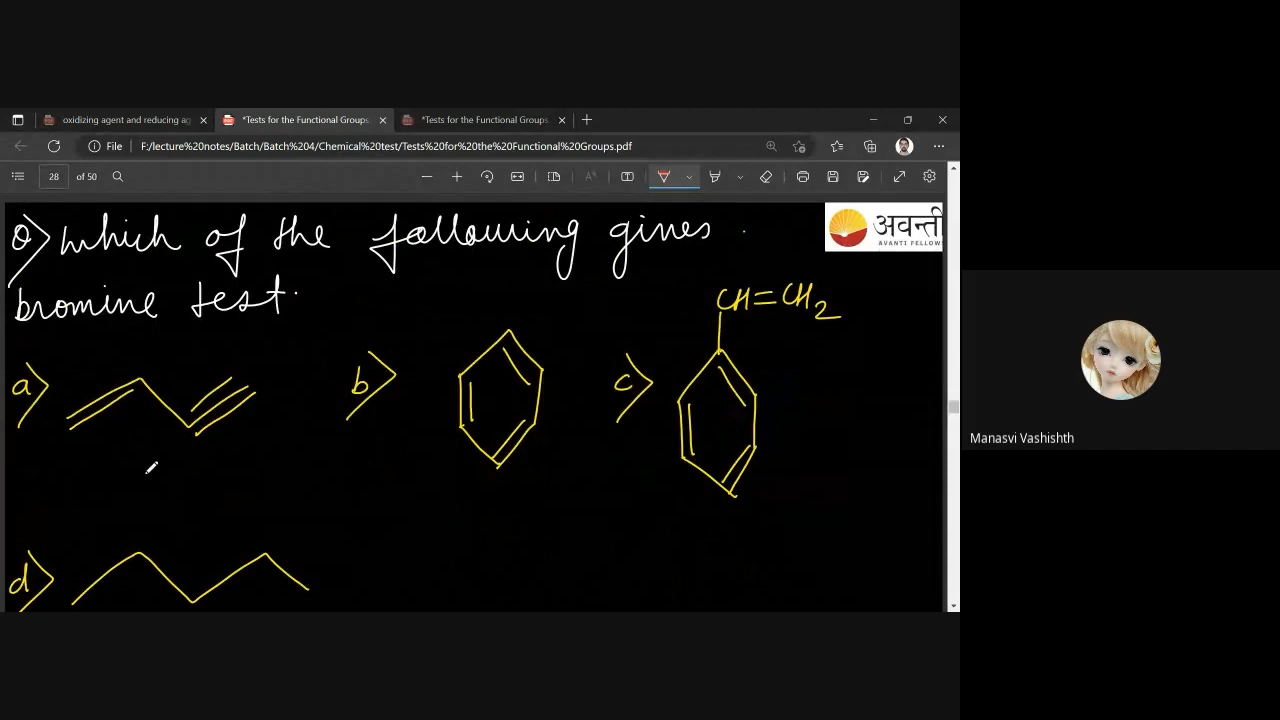 oxidizing agent and reducing ag
*Tests for the Functional Groups.
*Tests for the Functional Groups.
File F:/lecture%20notes/Batch/Batch%204/Chemical%20test/Tests%20for%20the%20Functional%20Groups.pdf
28 of 50
Q> Which of the following gives
bromine test.
अवन्ती
AVANTI FELLOW
CH=CH2
a>
b>
c>
d>
Manasvi Vashishth